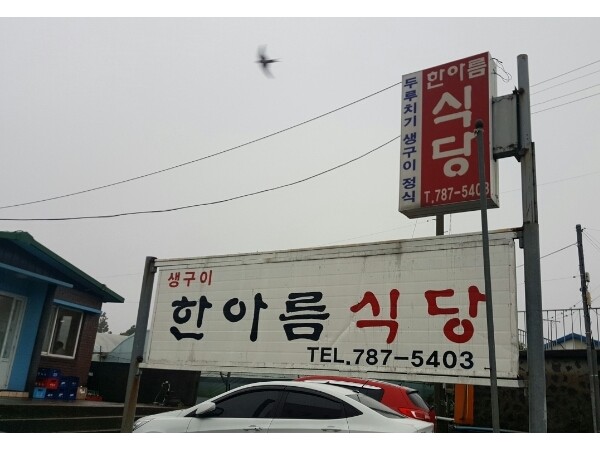 두루치기 생구이 정식
한아름
식당
T.787-5403
생구이
한아름 식당
TEL.787-5403